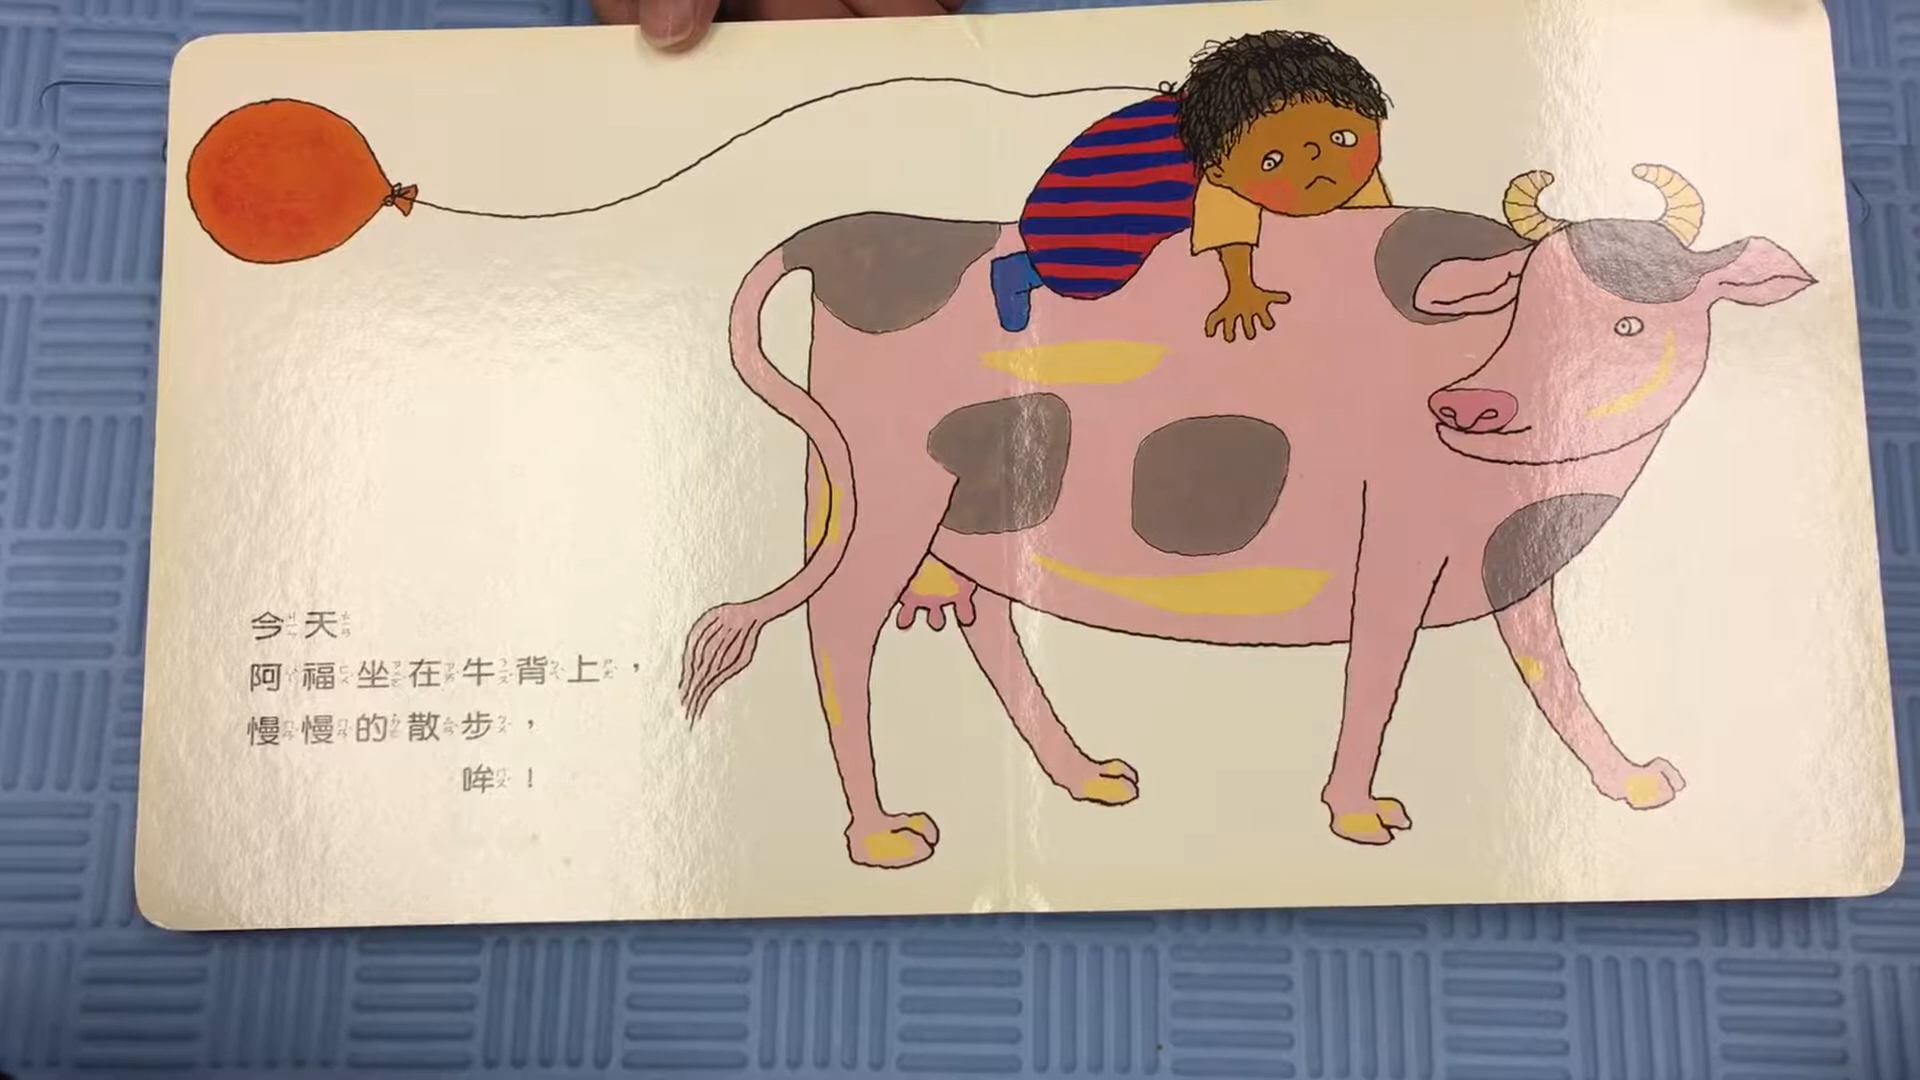 今天
阿福坐在牛背上，
慢慢的散步，
哞！